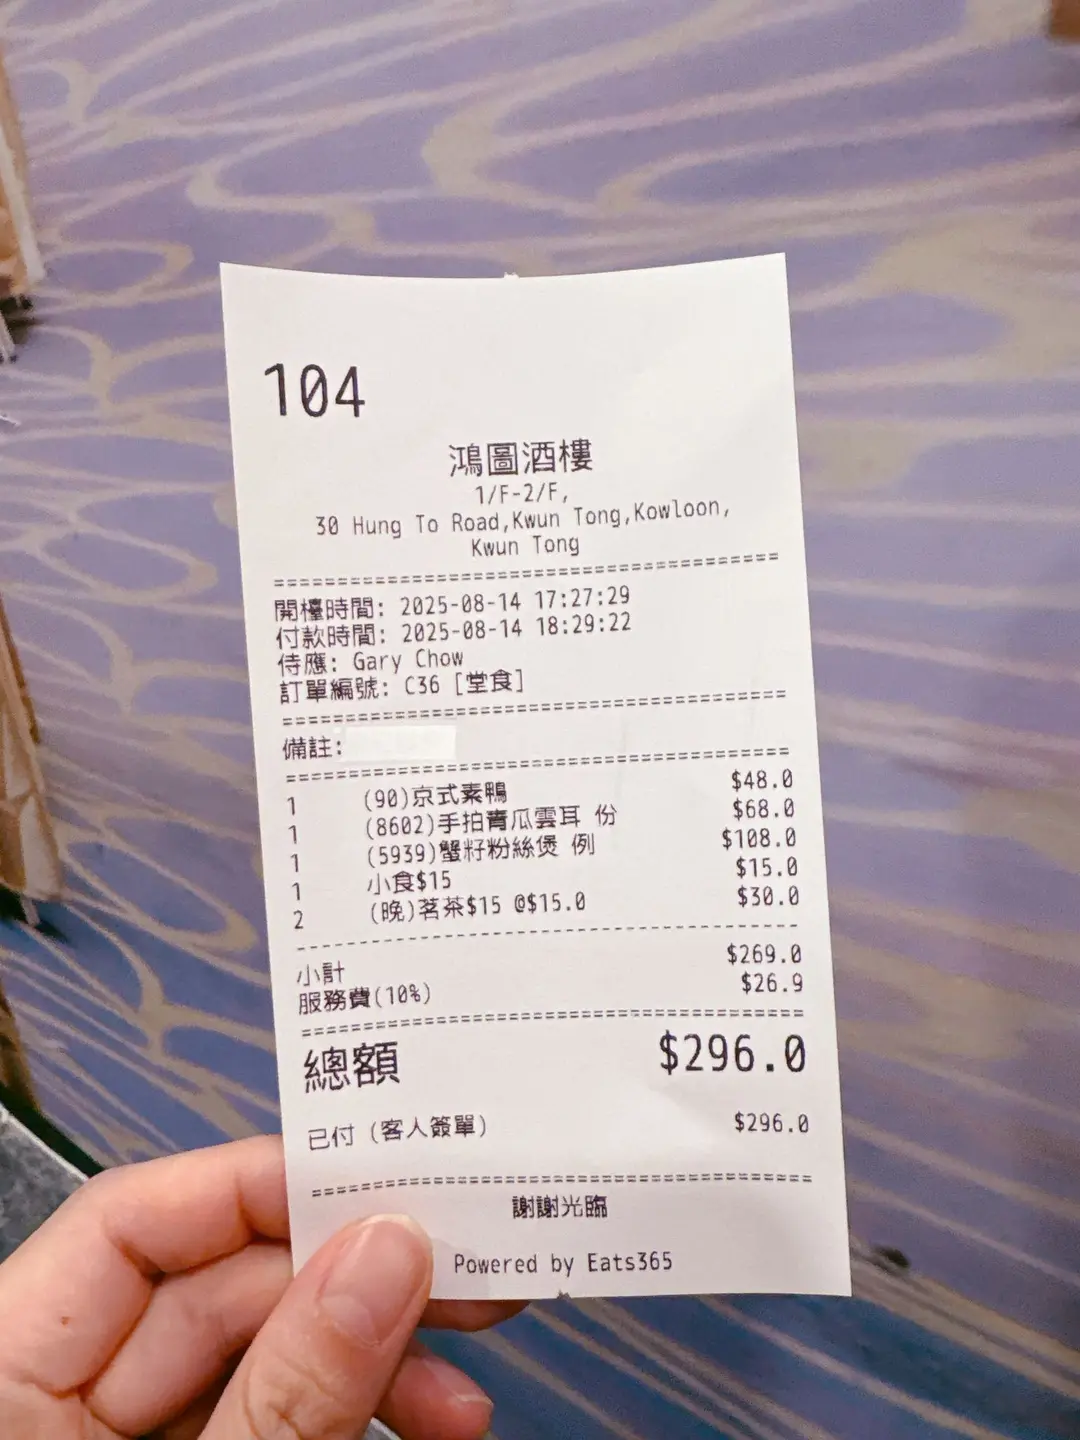 104
鴻圖酒樓
1/F-2/F,
30 Hung To Road,Kwun Tong,Kowloon,
Kwun Tong
開檯時間: 2025-08-14 17:27:29
付款時間: 2025-08-14 18:29:22
侍應: Gary Chow
訂單編號: C36 [堂食]
備註:
1 (90)京式素鴨 $48.0
1 (8602)手拍青瓜雲耳 份 $68.0
1 (5939)蟹籽粉絲煲 例 $108.0
1 小食$15 $15.0
2 (晚)茗茶$15 @$15.0 $30.0
小計 $269.0
服務費(10%) $26.9
總額 $296.0
已付 (客人簽單) $296.0
謝謝光臨
Powered by Eats365